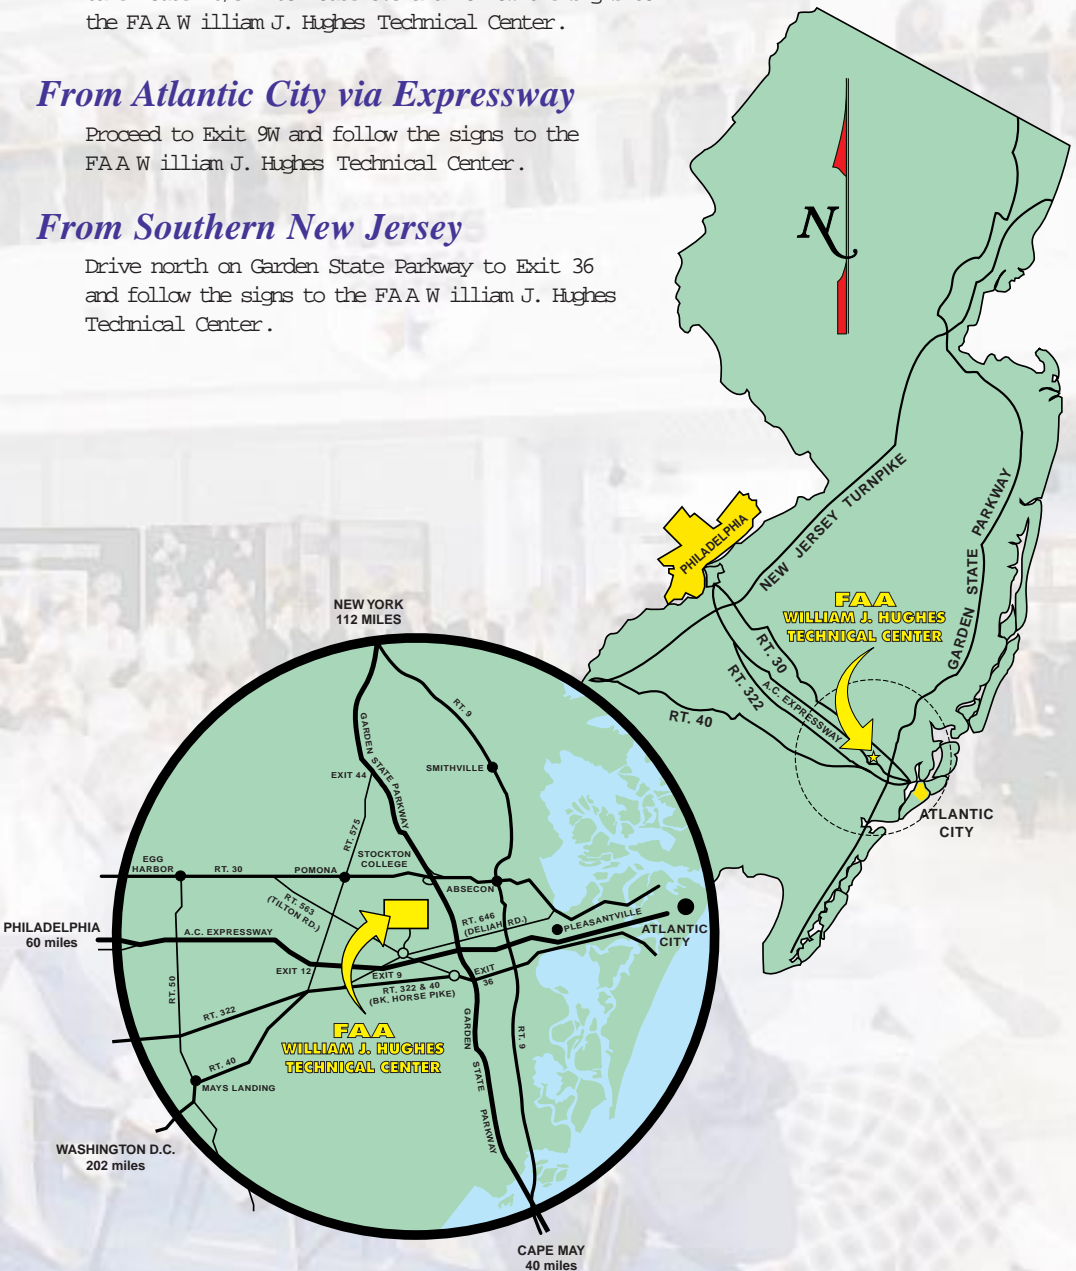 the FAA William J. Hughes Technical Center.
From Atlantic City via Expressway
Proceed to Exit 9W and follow the signs to the
FAA William J. Hughes Technical Center.
From Southern New Jersey
Drive north on Garden State Parkway to Exit 36
and follow the signs to the FAA William J. Hughes
Technical Center.
N
PHILADELPHIA
NEW JERSEY TURNPIKE
GARDEN STATE PARKWAY
FAA
WILLIAM J. HUGHES
TECHNICAL CENTER
RT. 30
RT. 322
A.C. EXPRESSWAY
RT. 40
ATLANTIC
CITY
NEW YORK
112 MILES
RT. 9
GARDEN STATE PARKWAY
SMITHVILLE
EXIT 44
RT. 575
STOCKTON
COLLEGE
EGG
HARBOR
RT. 30
POMONA
ABSECON
RT. 563
(TILTON RD.)
RT. 646
(DELIAH RD.)
PLEASANTVILLE
ATLANTIC
CITY
PHILADELPHIA
60 miles
A.C. EXPRESSWAY
EXIT 12
EXIT 9
EXIT
36
RT. 322 & 40
(BK. HORSE PIKE)
RT. 50
RT. 322
GARDEN STATE PARKWAY
RT. 9
FAA
WILLIAM J. HUGHES
TECHNICAL CENTER
RT. 40
MAYS LANDING
WASHINGTON D.C.
202 miles
CAPE MAY
40 miles